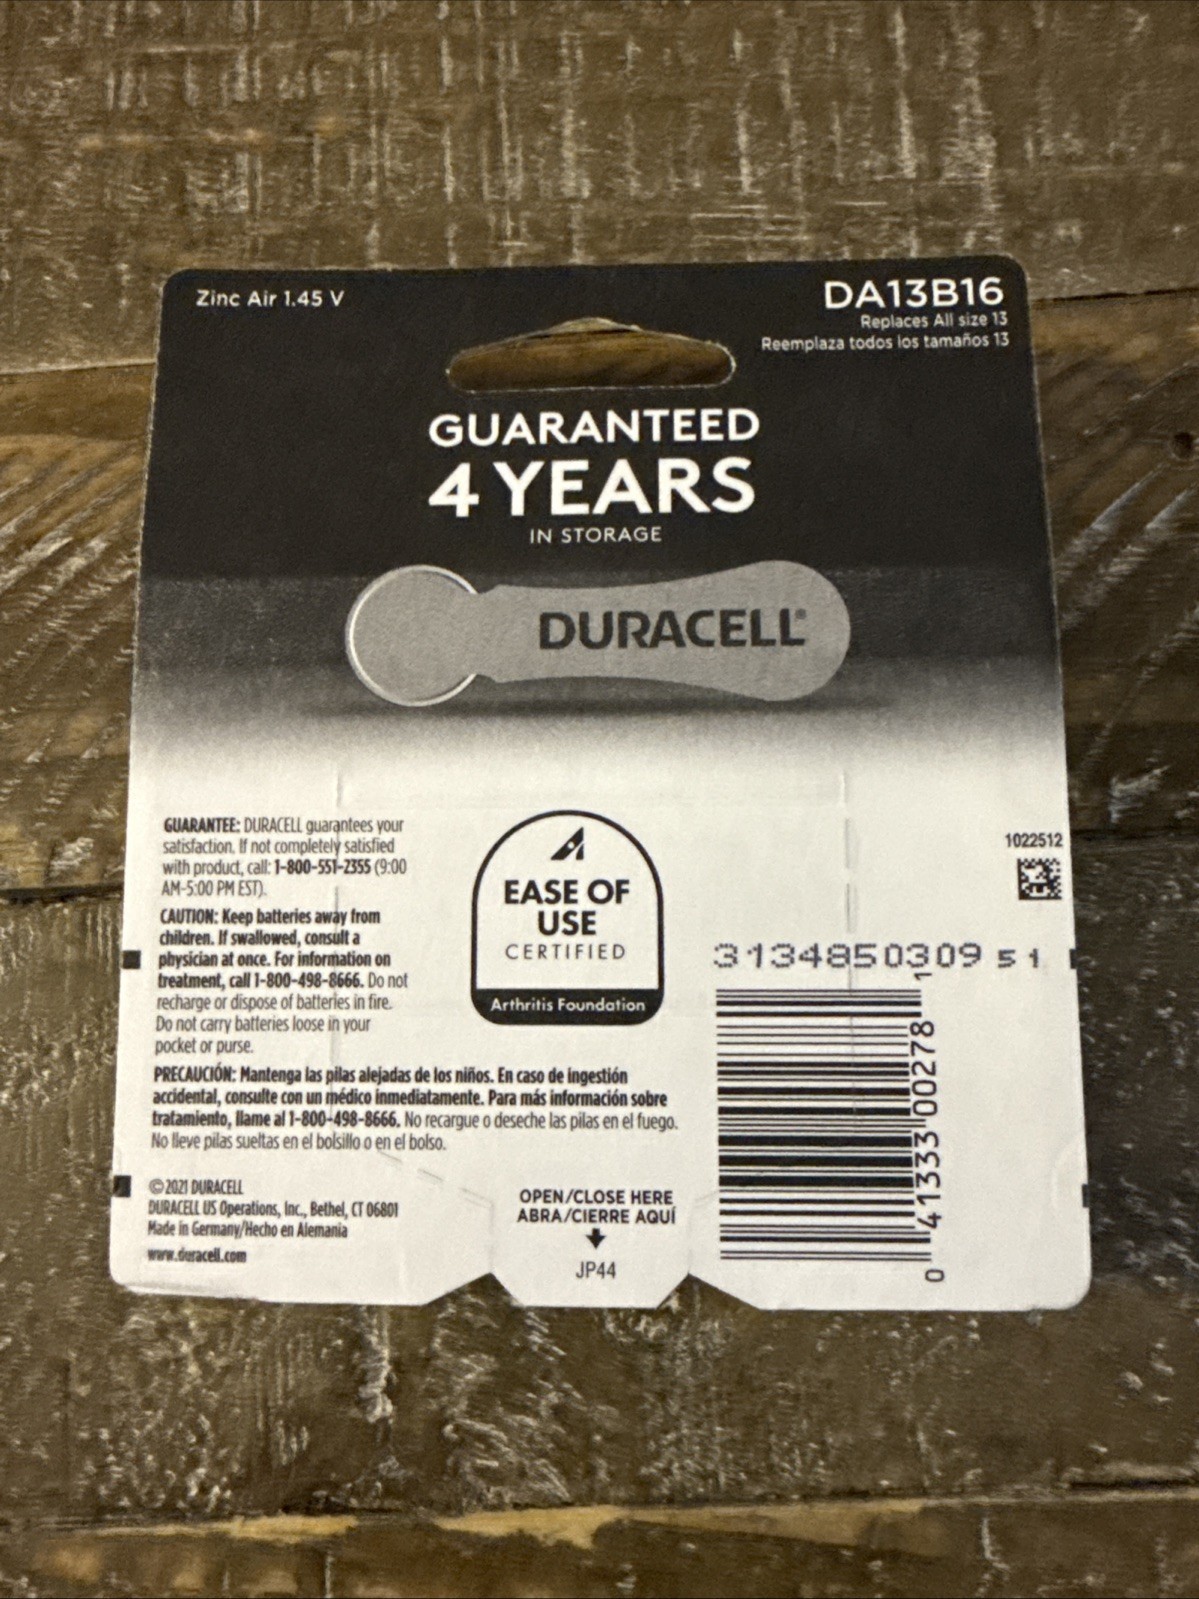 Zinc Air 1.45 V
DA13B16
Replaces All size 13
Reemplaza todos los tamaños 13
GUARANTEED
4 YEARS
IN STORAGE
DURACELL®
GUARANTEE: DURACELL guarantees your
satisfaction. If not completely satisfied
with product, call: 1-800-551-2355 (9:00
AM-5:00 PM EST).
CAUTION: Keep batteries away from
children. If swallowed, consult a
physician at once. For information on
treatment, call 1-800-498-8666. Do not
recharge or dispose of batteries in fire.
Do not carry batteries loose in your
pocket or purse.
EASE OF
USE
CERTIFIED
Arthritis Foundation
1022512
3134850309 51
0 41333 00278 1
PRECAUCIÓN: Mantenga las pilas alejadas de los niños. En caso de ingestión
accidental, consulte con un médico inmediatamente. Para más información sobre
tratamiento, llame al 1-800-498-8666. No recargue o deseche las pilas en el fuego.
No lleve pilas sueltas en el bolsillo o en el bolso.
©2021 DURACELL
DURACELL US Operations, Inc., Bethel, CT 06801
Made in Germany/Hecho en Alemania
www.duracell.com
OPEN/CLOSE HERE
ABRA/CIERRE AQUÍ
JP44